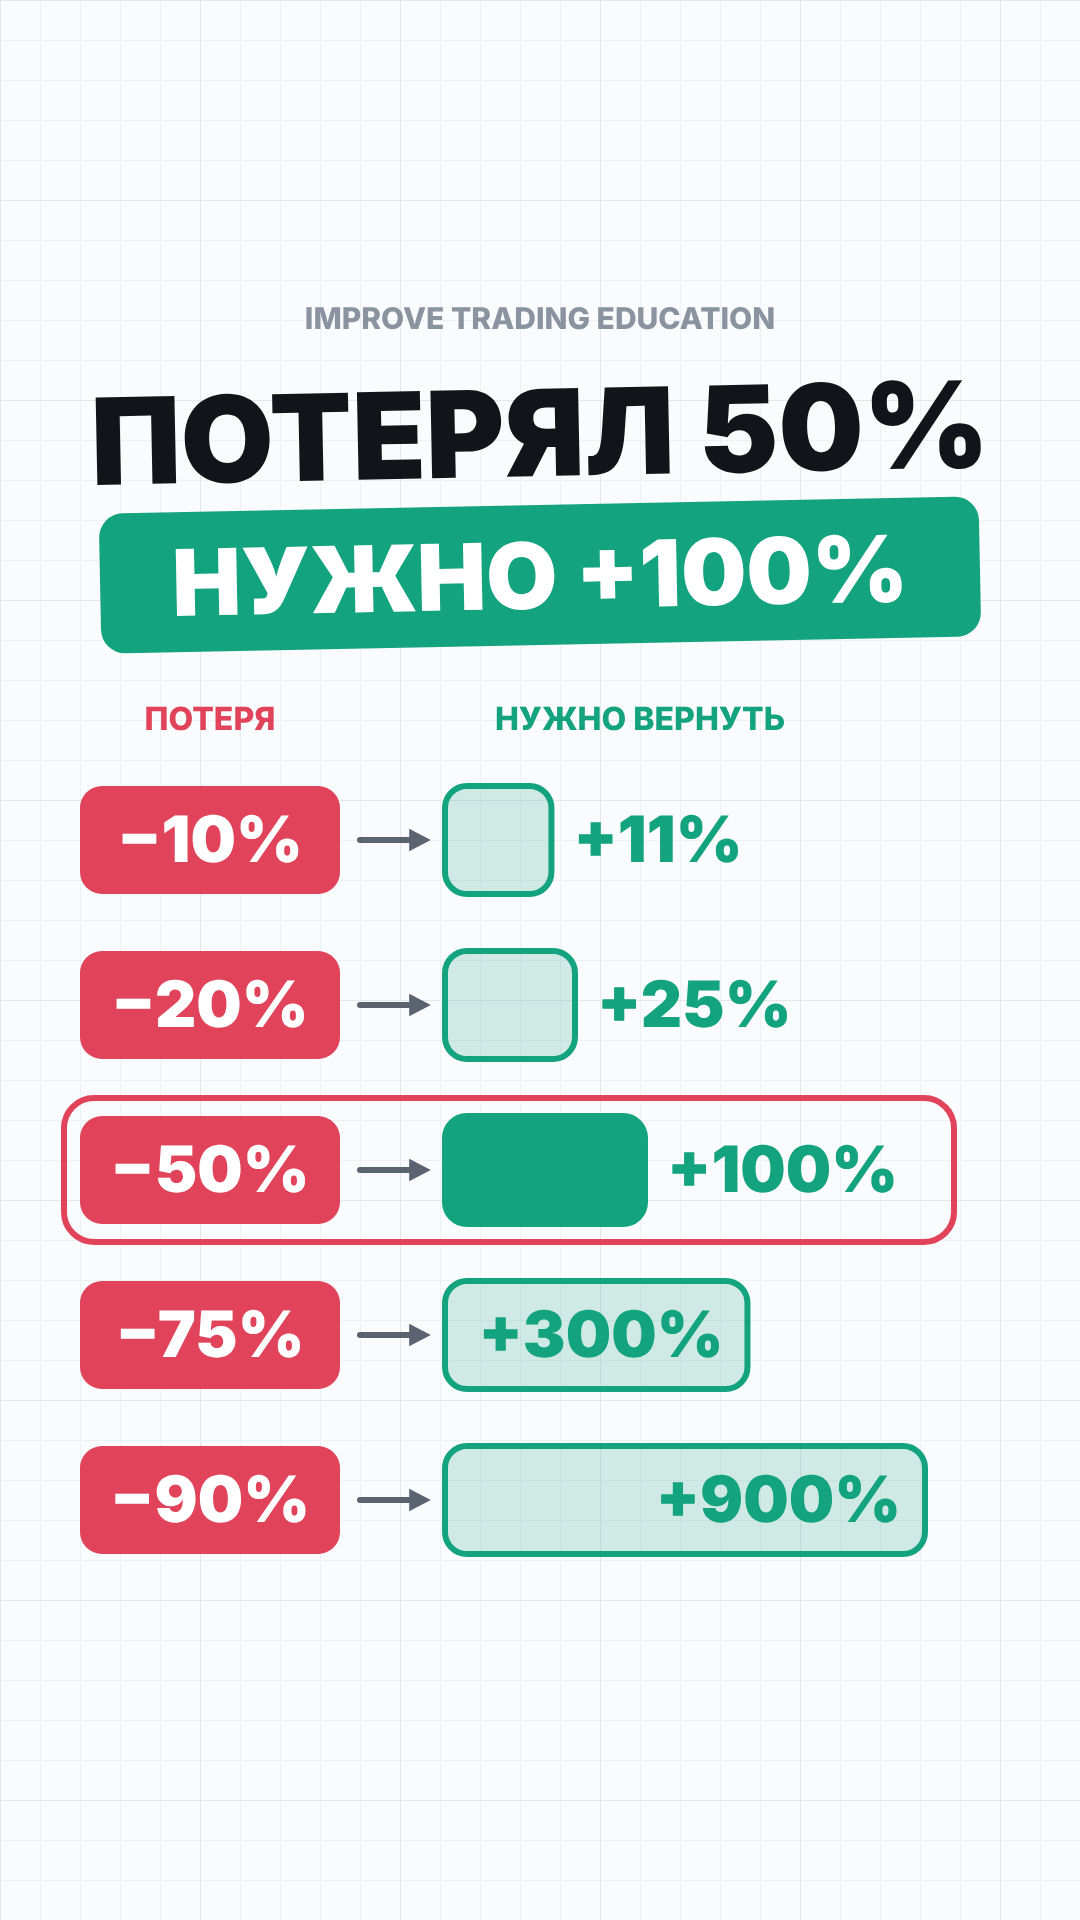 IMPROVE TRADING EDUCATION
ПОТЕРЯЛ 50%
НУЖНО +100%
ПОТЕРЯ НУЖНО ВЕРНУТЬ
−10% +11%
−20% +25%
−50% +100%
−75% +300%
−90% +900%